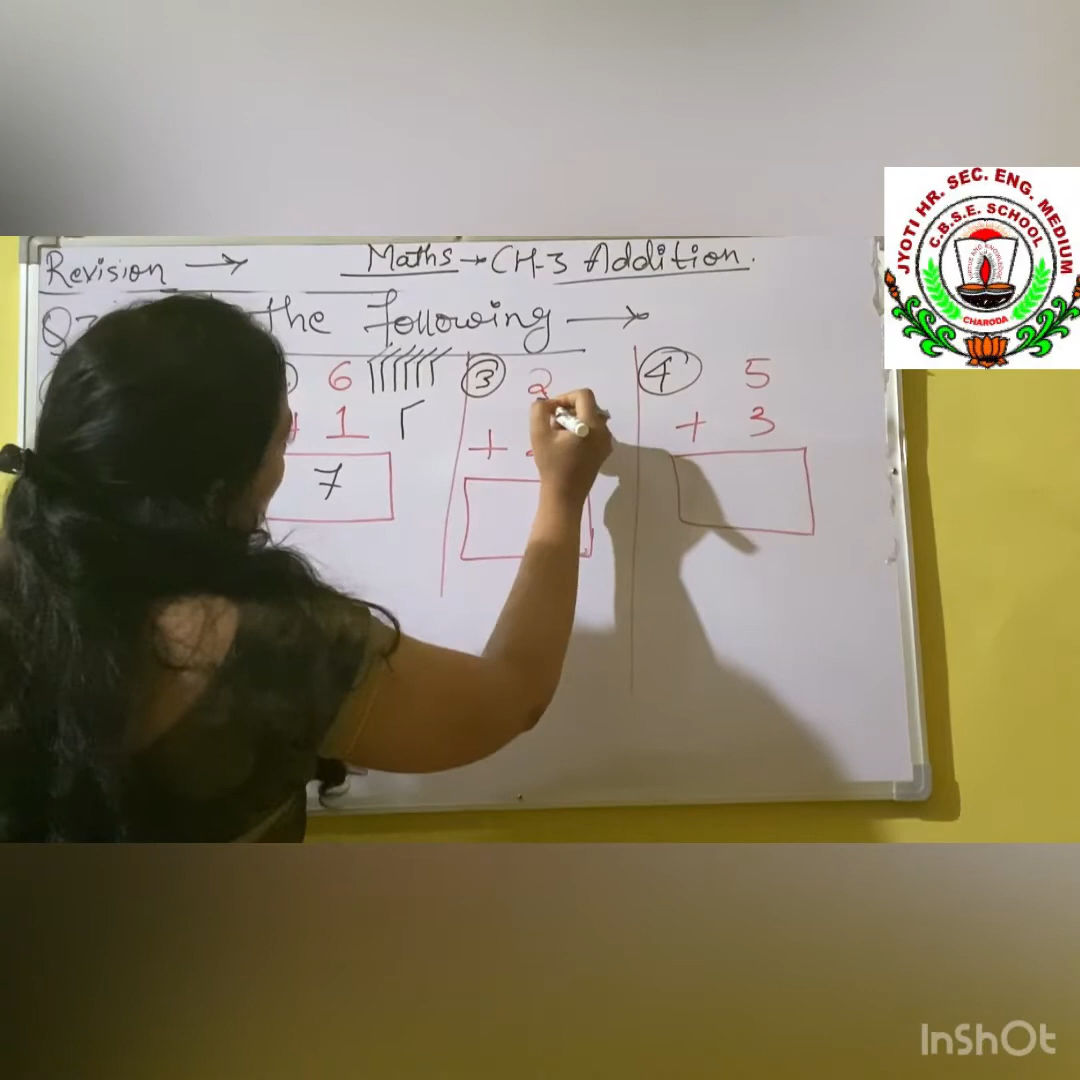 JYOTI HR. SEC. ENG. MEDIUM
C.B.S.E. SCHOOL
CHARODA
Revision → Maths → CH-3 Addition.
the following →
6 ③ 2 ④ 5
+ 1 + + 3
7
InShOt